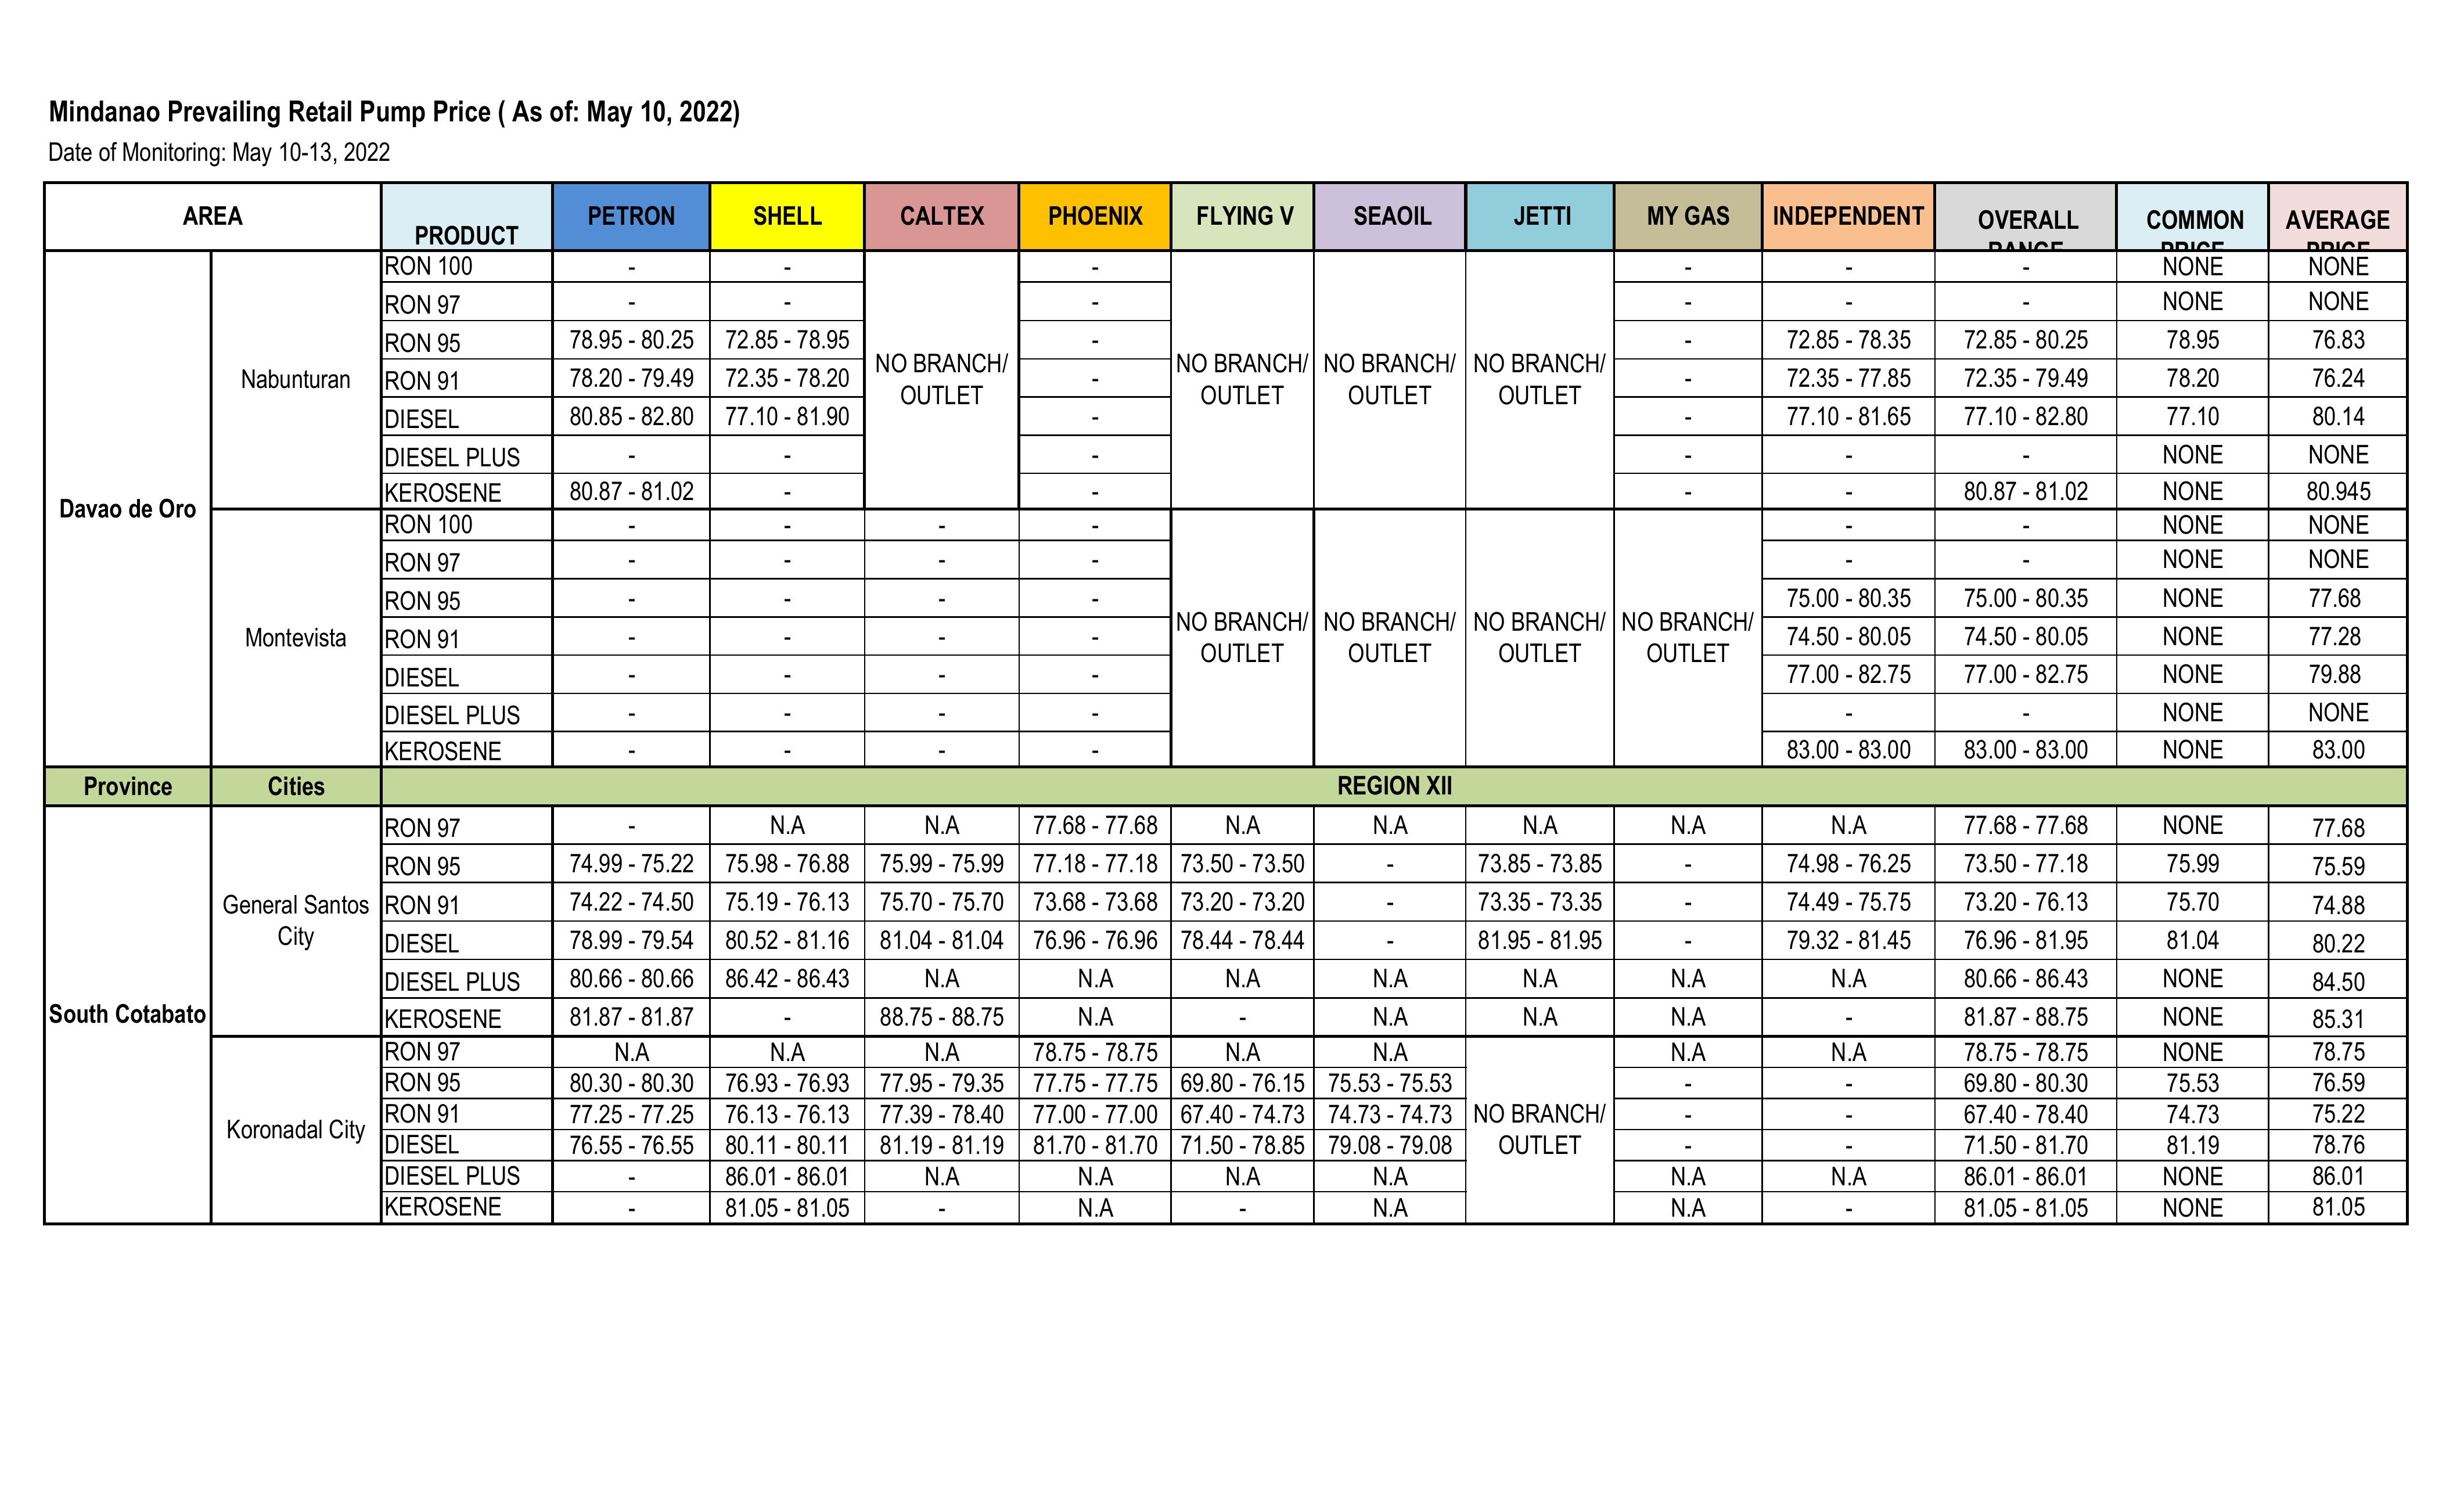 Mindanao Prevailing Retail Pump Price ( As of: May 10, 2022)
Date of Monitoring: May 10-13, 2022
AREA PRODUCT PETRON SHELL CALTEX PHOENIX FLYING V SEAOIL JETTI MY GAS INDEPENDENT OVERALL RANGE COMMON PRICE AVERAGE PRICE
Davao de Oro
Nabunturan
NO BRANCH/ OUTLET NO BRANCH/ OUTLET NO BRANCH/ OUTLET NO BRANCH/ OUTLET
RON 100 - - - - - - NONE NONE
RON 97 - - - - - - NONE NONE
RON 95 78.95 - 80.25 72.85 - 78.95 - - 72.85 - 78.35 72.85 - 80.25 78.95 76.83
RON 91 78.20 - 79.49 72.35 - 78.20 - - 72.35 - 77.85 72.35 - 79.49 78.20 76.24
DIESEL 80.85 - 82.80 77.10 - 81.90 - - 77.10 - 81.65 77.10 - 82.80 77.10 80.14
DIESEL PLUS - - - - - - NONE NONE
KEROSENE 80.87 - 81.02 - - - - 80.87 - 81.02 NONE 80.945
Montevista
NO BRANCH/ OUTLET NO BRANCH/ OUTLET NO BRANCH/ OUTLET NO BRANCH/ OUTLET
RON 100 - - - - - - NONE NONE
RON 97 - - - - - - NONE NONE
RON 95 - - - - 75.00 - 80.35 75.00 - 80.35 NONE 77.68
RON 91 - - - - 74.50 - 80.05 74.50 - 80.05 NONE 77.28
DIESEL - - - - 77.00 - 82.75 77.00 - 82.75 NONE 79.88
DIESEL PLUS - - - - - - NONE NONE
KEROSENE - - - - 83.00 - 83.00 83.00 - 83.00 NONE 83.00
Province Cities REGION XII
South Cotabato
General Santos
City
RON 97 - N.A N.A 77.68 - 77.68 N.A N.A N.A N.A N.A 77.68 - 77.68 NONE 77.68
RON 95 74.99 - 75.22 75.98 - 76.88 75.99 - 75.99 77.18 - 77.18 73.50 - 73.50 - 73.85 - 73.85 - 74.98 - 76.25 73.50 - 77.18 75.99 75.59
RON 91 74.22 - 74.50 75.19 - 76.13 75.70 - 75.70 73.68 - 73.68 73.20 - 73.20 - 73.35 - 73.35 - 74.49 - 75.75 73.20 - 76.13 75.70 74.88
DIESEL 78.99 - 79.54 80.52 - 81.16 81.04 - 81.04 76.96 - 76.96 78.44 - 78.44 - 81.95 - 81.95 - 79.32 - 81.45 76.96 - 81.95 81.04 80.22
DIESEL PLUS 80.66 - 80.66 86.42 - 86.43 N.A N.A N.A N.A N.A N.A N.A 80.66 - 86.43 NONE 84.50
KEROSENE 81.87 - 81.87 - 88.75 - 88.75 N.A - N.A N.A N.A - 81.87 - 88.75 NONE 85.31
Koronadal City
NO BRANCH/ OUTLET
RON 97 N.A N.A N.A 78.75 - 78.75 N.A N.A N.A N.A 78.75 - 78.75 NONE 78.75
RON 95 80.30 - 80.30 76.93 - 76.93 77.95 - 79.35 77.75 - 77.75 69.80 - 76.15 75.53 - 75.53 - - 69.80 - 80.30 75.53 76.59
RON 91 77.25 - 77.25 76.13 - 76.13 77.39 - 78.40 77.00 - 77.00 67.40 - 74.73 74.73 - 74.73 - - 67.40 - 78.40 74.73 75.22
DIESEL 76.55 - 76.55 80.11 - 80.11 81.19 - 81.19 81.70 - 81.70 71.50 - 78.85 79.08 - 79.08 - - 71.50 - 81.70 81.19 78.76
DIESEL PLUS - 86.01 - 86.01 N.A N.A N.A N.A N.A N.A 86.01 - 86.01 NONE 86.01
KEROSENE - 81.05 - 81.05 - N.A - N.A N.A - 81.05 - 81.05 NONE 81.05